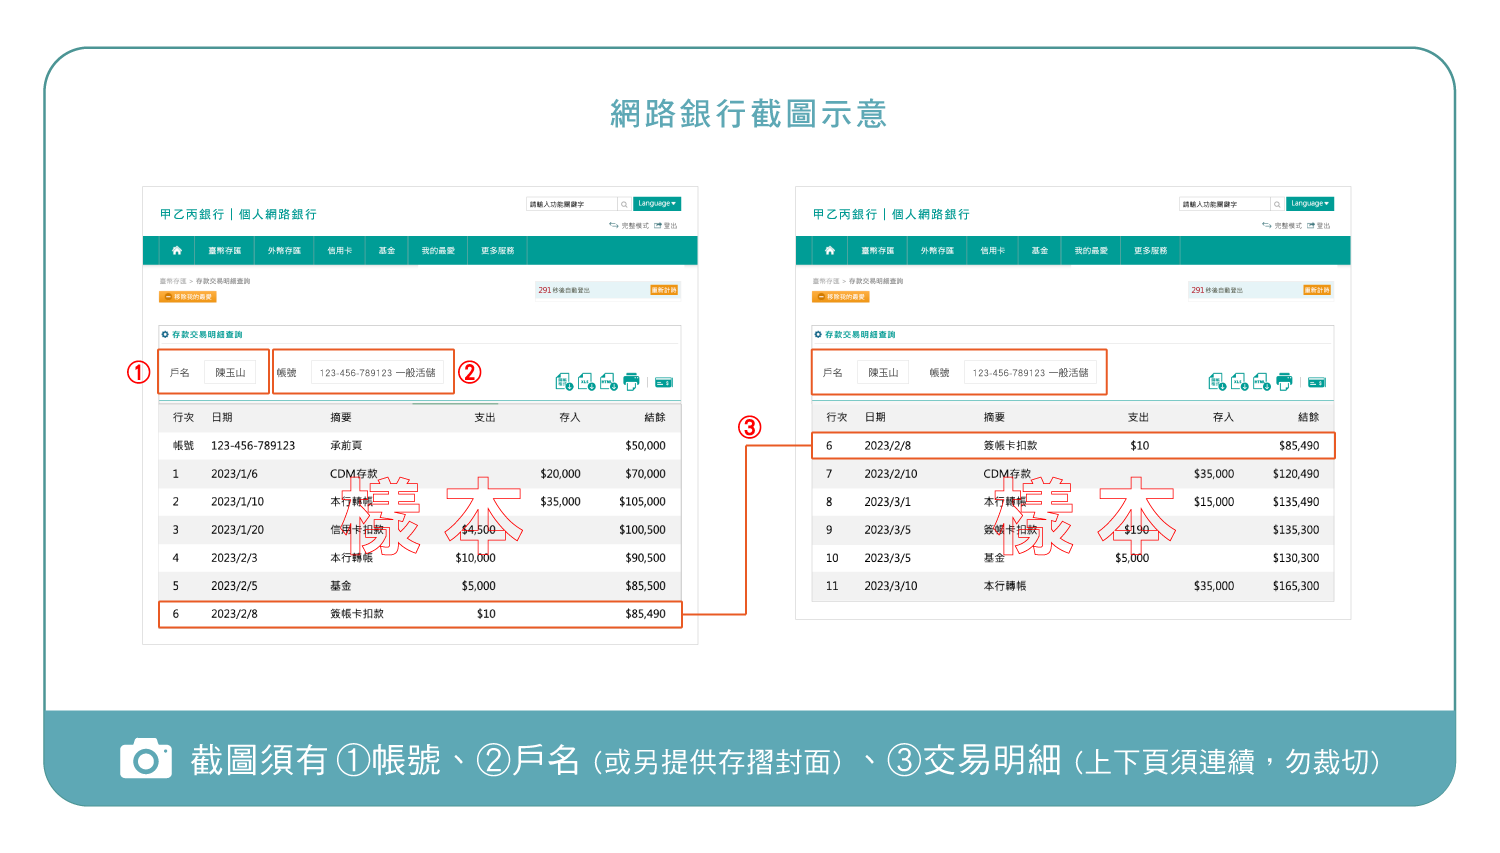 網路銀行截圖示意
甲乙丙銀行｜個人網路銀行
請輸入功能關鍵字
Language
完整模式 登出
臺幣存匯 外幣存匯 信用卡 基金 我的最愛 更多服務
臺幣存匯 > 存款交易明細查詢
移除我的最愛
291 秒後自動登出 重新計時
存款交易明細查詢
① 戶名 陳玉山 帳號 123-456-789123 一般活儲 ②
行次 日期 摘要 支出 存入 結餘
帳號 123-456-789123 承前頁 $50,000
1 2023/1/6 CDM存款 $20,000 $70,000
2 2023/1/10 本行轉帳 $35,000 $105,000
3 2023/1/20 信用卡扣款 $4,500 $100,500
4 2023/2/3 本行轉帳 $10,000 $90,500
5 2023/2/5 基金 $5,000 $85,500
6 2023/2/8 簽帳卡扣款 $10 $85,490
樣本
甲乙丙銀行｜個人網路銀行
請輸入功能關鍵字
Language
完整模式 登出
臺幣存匯 外幣存匯 信用卡 基金 我的最愛 更多服務
臺幣存匯 > 存款交易明細查詢
移除我的最愛
291 秒後自動登出 重新計時
存款交易明細查詢
戶名 陳玉山 帳號 123-456-789123 一般活儲
行次 日期 摘要 支出 存入 結餘
③
6 2023/2/8 簽帳卡扣款 $10 $85,490
7 2023/2/10 CDM存款 $35,000 $120,490
8 2023/3/1 本行轉帳 $15,000 $135,490
9 2023/3/5 簽帳卡扣款 $190 $135,300
10 2023/3/5 基金 $5,000 $130,300
11 2023/3/10 本行轉帳 $35,000 $165,300
樣本
截圖須有①帳號、②戶名（或另提供存摺封面）、③交易明細（上下頁須連續，勿裁切）